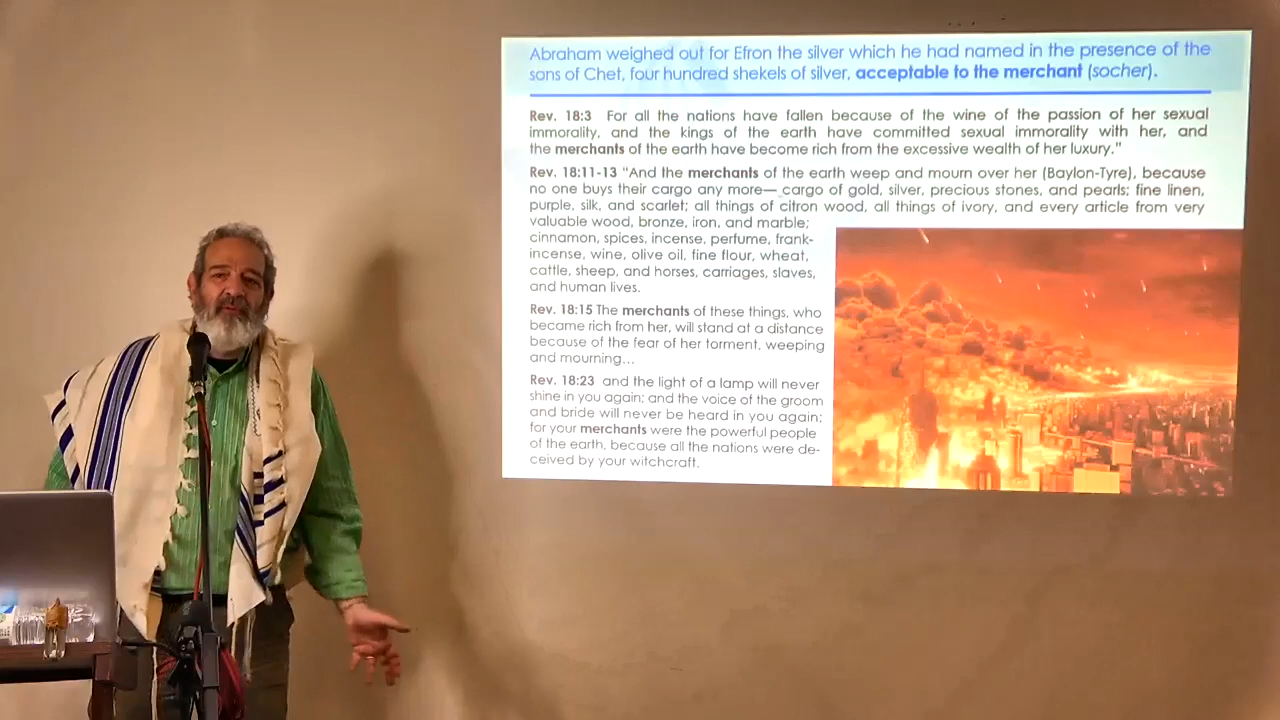 Abraham weighed out for Efron the silver which he had named in the presence of the
sons of Chet, four hundred shekels of silver, acceptable to the merchant (socher).
Rev. 18:3 For all the nations have fallen because of the wine of the passion of her sexual
immorality, and the kings of the earth have committed sexual immorality with her, and
the merchants of the earth have become rich from the excessive wealth of her luxury."
Rev. 18:11-13 "And the merchants of the earth weep and mourn over her (Baylon-Tyre), because
no one buys their cargo any more— cargo of gold, silver, precious stones, and pearls; fine linen,
purple, silk, and scarlet; all things of citron wood, all things of ivory, and every article from very
valuable wood, bronze, iron, and marble;
cinnamon, spices, incense, perfume, frank-
incense, wine, olive oil, fine flour, wheat,
cattle, sheep, and horses, carriages, slaves,
and human lives.
Rev. 18:15 The merchants of these things, who
became rich from her, will stand at a distance
because of the fear of her torment, weeping
and mourning...
Rev. 18:23 and the light of a lamp will never
shine in you again; and the voice of the groom
and bride will never be heard in you again;
for your merchants were the powerful people
of the earth, because all the nations were de-
ceived by your witchcraft.